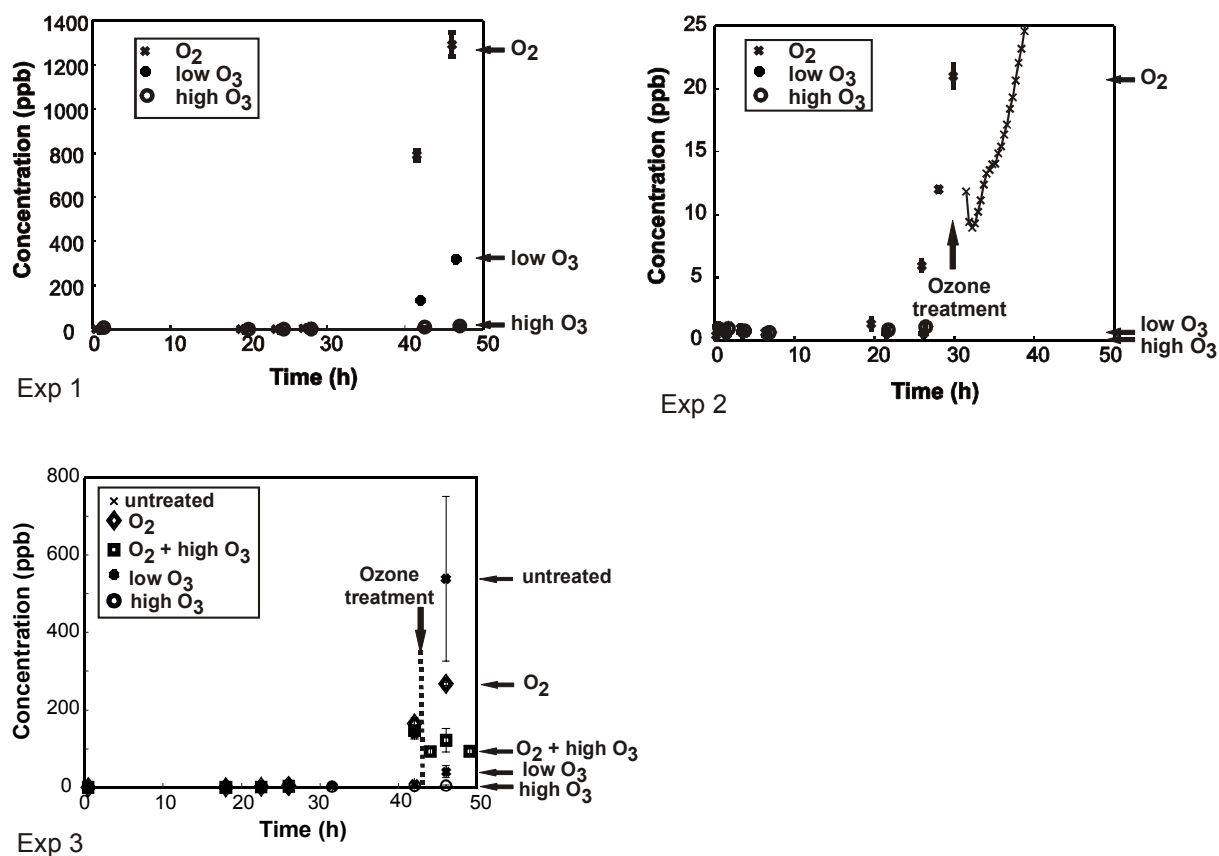 1400
1200
1000
800
600
400
200
0
Concentration (ppb)
O2
low O3
high O3
O2
low O3
high O3
0 10 20 30 40 50
Time (h)
Exp 1
25
20
15
10
5
0
Concentration (ppb)
O2
low O3
high O3
O2
Ozone
treatment
low O3
high O3
0 10 20 30 40 50
Time (h)
Exp 2
800
600
400
200
0
Concentration (ppb)
untreated
O2
O2 + high O3
low O3
high O3
Ozone
treatment
untreated
O2
O2 + high O3
low O3
high O3
0 10 20 30 40 50
Time (h)
Exp 3